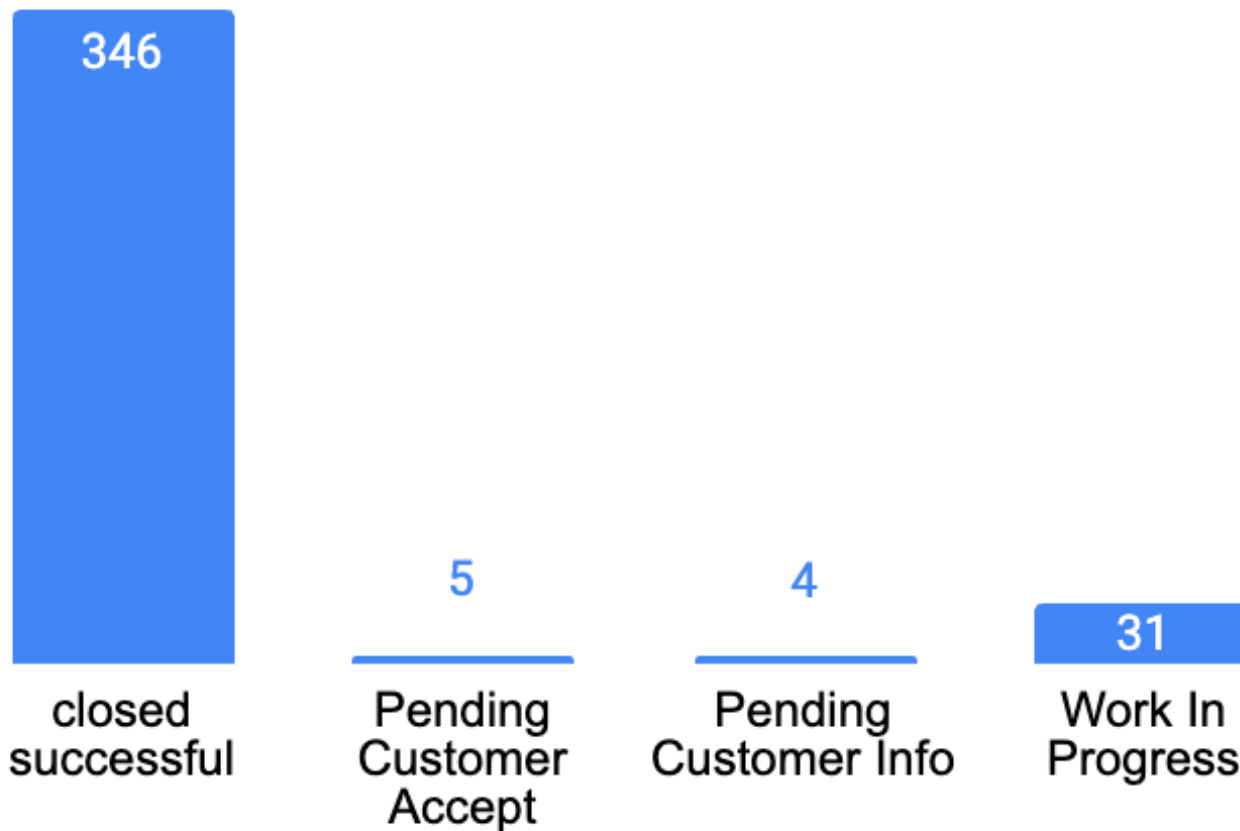 346
5
4
31
closed
successful
Pending
Customer
Accept
Pending
Customer Info
Work In
Progress